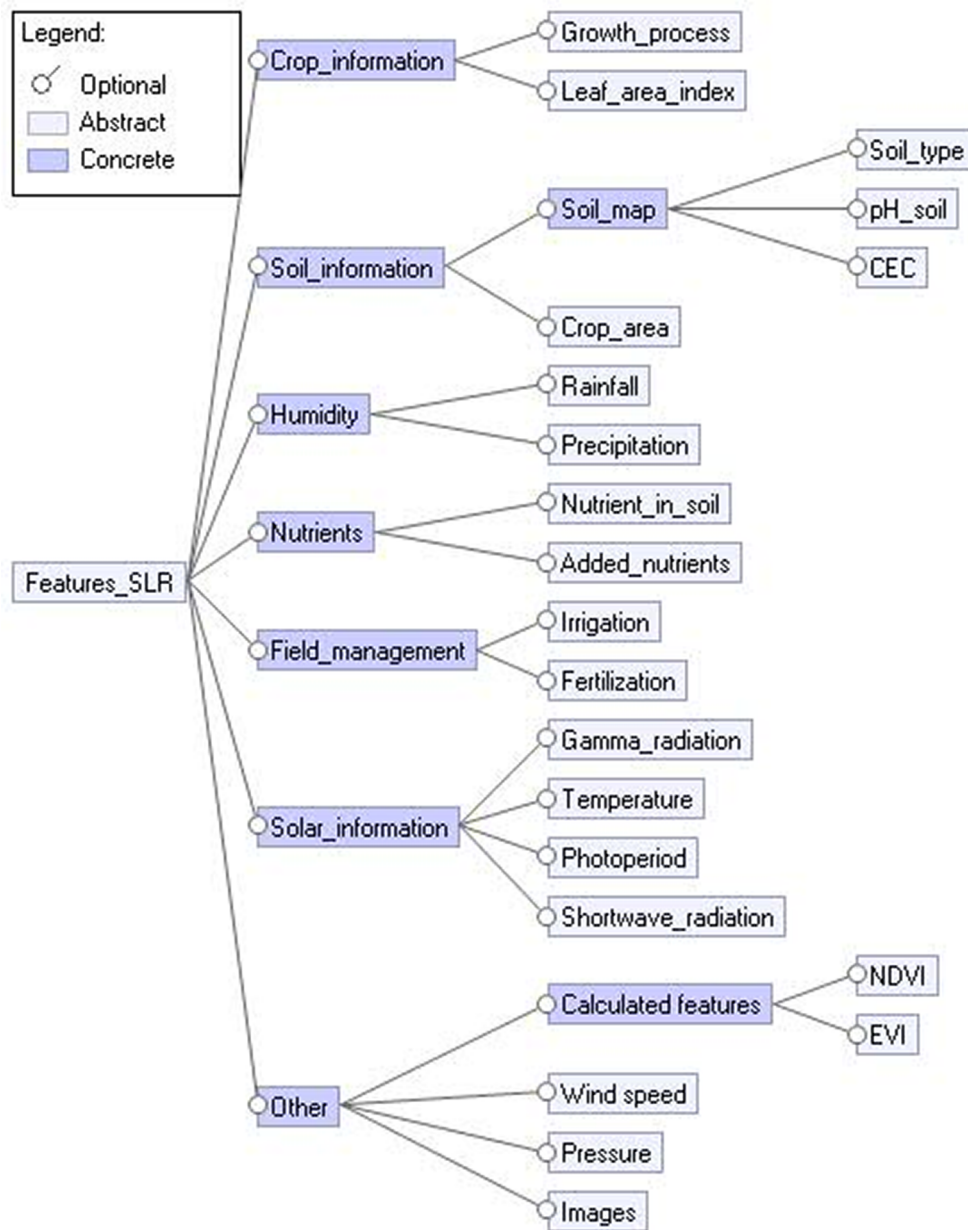 Legend:
Optional
Abstract
Concrete
Features_SLR
Crop_information
Growth_process
Leaf_area_index
Soil_information
Soil_map
Soil_type
pH_soil
CEC
Crop_area
Humidity
Rainfall
Precipitation
Nutrients
Nutrient_in_soil
Added_nutrients
Field_management
Irrigation
Fertilization
Solar_information
Gamma_radiation
Temperature
Photoperiod
Shortwave_radiation
Other
Calculated features
NDVI
EVI
Wind speed
Pressure
Images